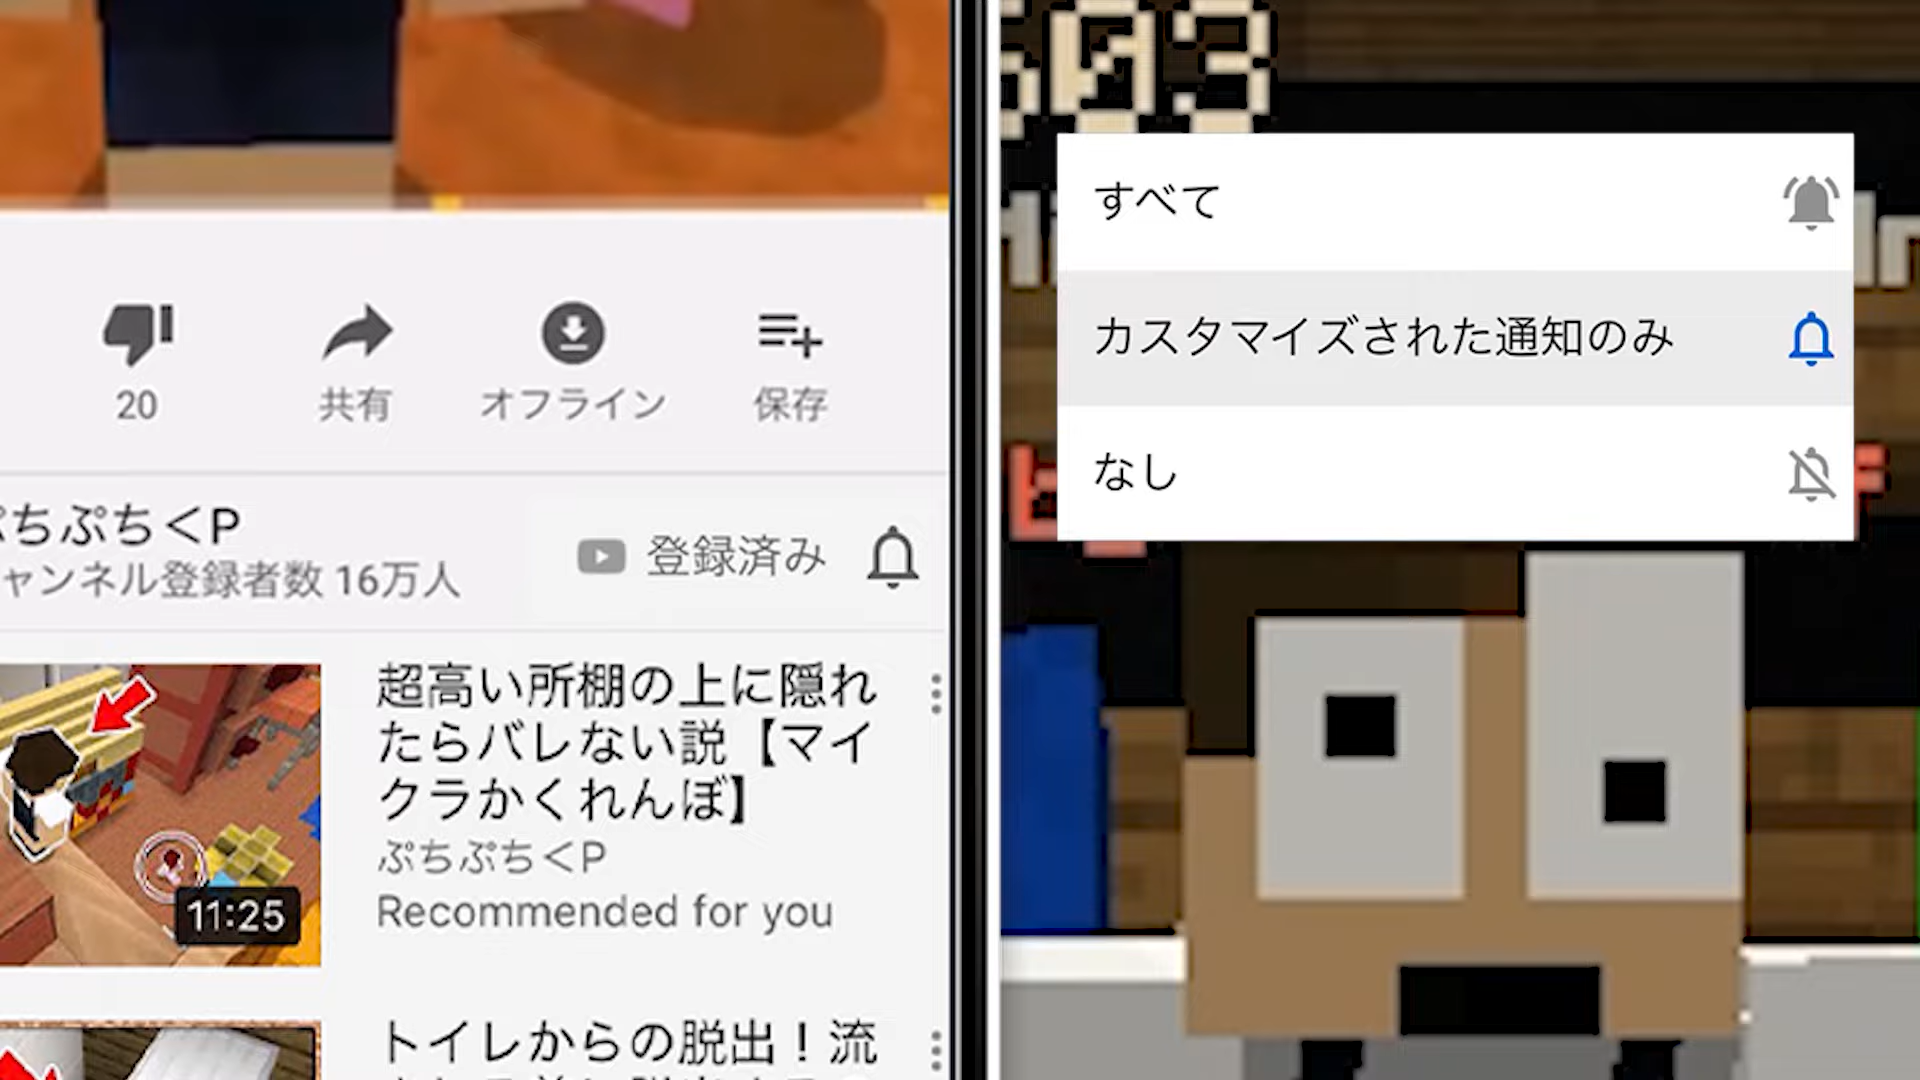 20
共有
オフライン
保存
ぷちぷち<P
チャンネル登録者数 16万人
登録済み
超高い所棚の上に隠れ
たらバレない説【マイ
クラかくれんぼ】
ぷちぷち<P
Recommended for you
11:25
トイレからの脱出！流
603
すべて
カスタマイズされた通知のみ
なし